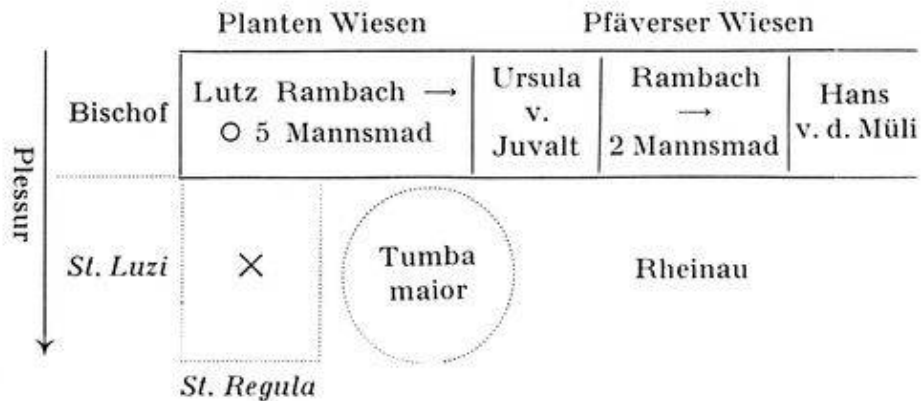 Planten Wiesen
Pfäverser Wiesen
Plessur
Bischof
Lutz Rambach →
○ 5 Mannsmad
Ursula
v.
Juvalt
Rambach
→
2 Mannsmad
Hans
v. d. Müli
St. Luzi
×
Tumba
maior
Rheinau
St. Regula